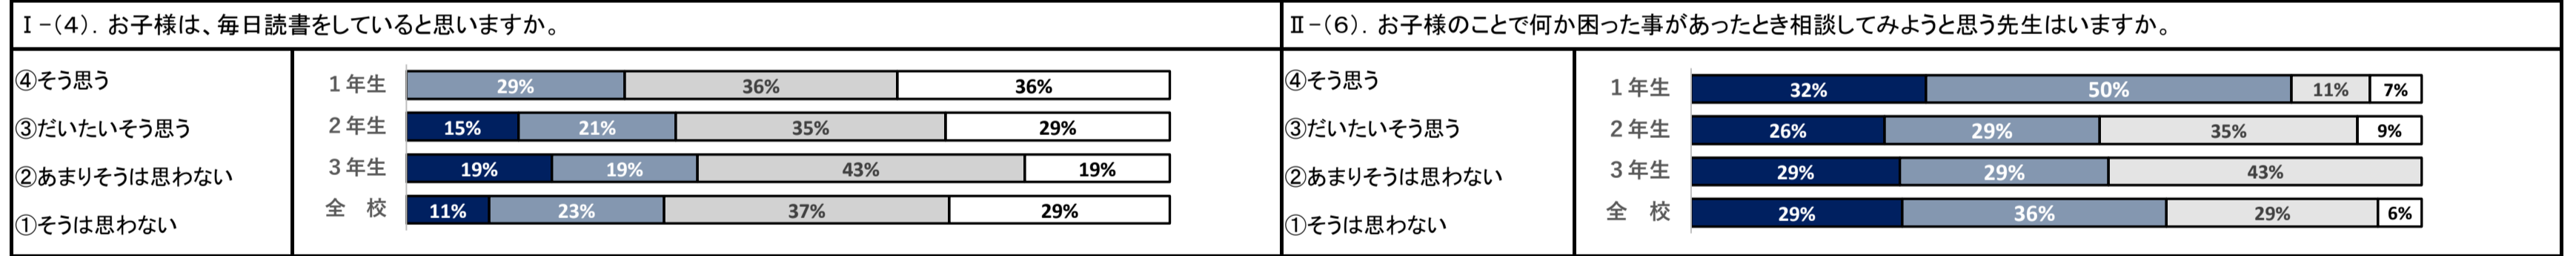 Ⅰ-(4). お子様は、毎日読書をしていると思いますか。
④そう思う
③だいたいそう思う
②あまりそうは思わない
①そうは思わない
1年生 29% 36% 36%
2年生 15% 21% 35% 29%
3年生 19% 19% 43% 19%
全 校 11% 23% 37% 29%
Ⅱ-(6). お子様のことで何か困った事があったとき相談してみようと思う先生はいますか。
④そう思う
③だいたいそう思う
②あまりそうは思わない
①そうは思わない
1年生 32% 50% 11% 7%
2年生 26% 29% 35% 9%
3年生 29% 29% 43%
全 校 29% 36% 29% 6%